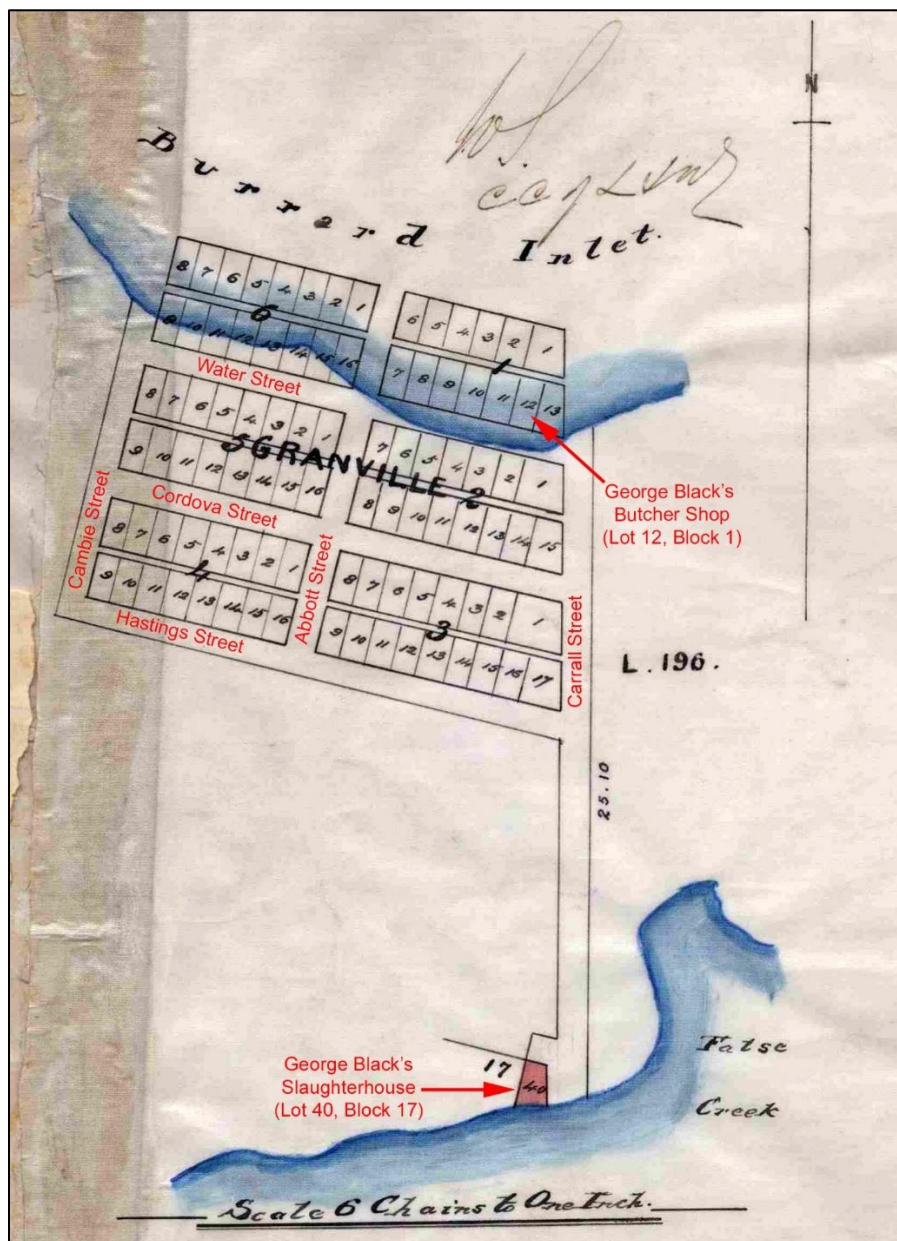 N
Burrard Inlet.
8 7 6 5 4 3 2 1
6
10 11 12 13 14 15 16
6 5 4 3 2 1
1
7 8 9 10 11 12 13
Water Street
8 7 6 5 4 3 2 1
5 GRANVILLE 2
9 10 11 12 13 14 15 16
7 6 5 4 3 2 1
8 9 10 11 12 13 14 15
George Black's
Butcher Shop
(Lot 12, Block 1)
Cordova Street
Cambie Street
8 7 6 5 4 3 2 1
4
9 10 11 12 13 14 15 16
Abbott Street
8 7 6 5 4 3 2 1
3
9 10 11 12 13 14 15 16 17
Carrall Street
Hastings Street
L. 196.
25.10
17
40
George Black's
Slaughterhouse
(Lot 40, Block 17)
False
Creek
Scale 6 Chains to One Inch.